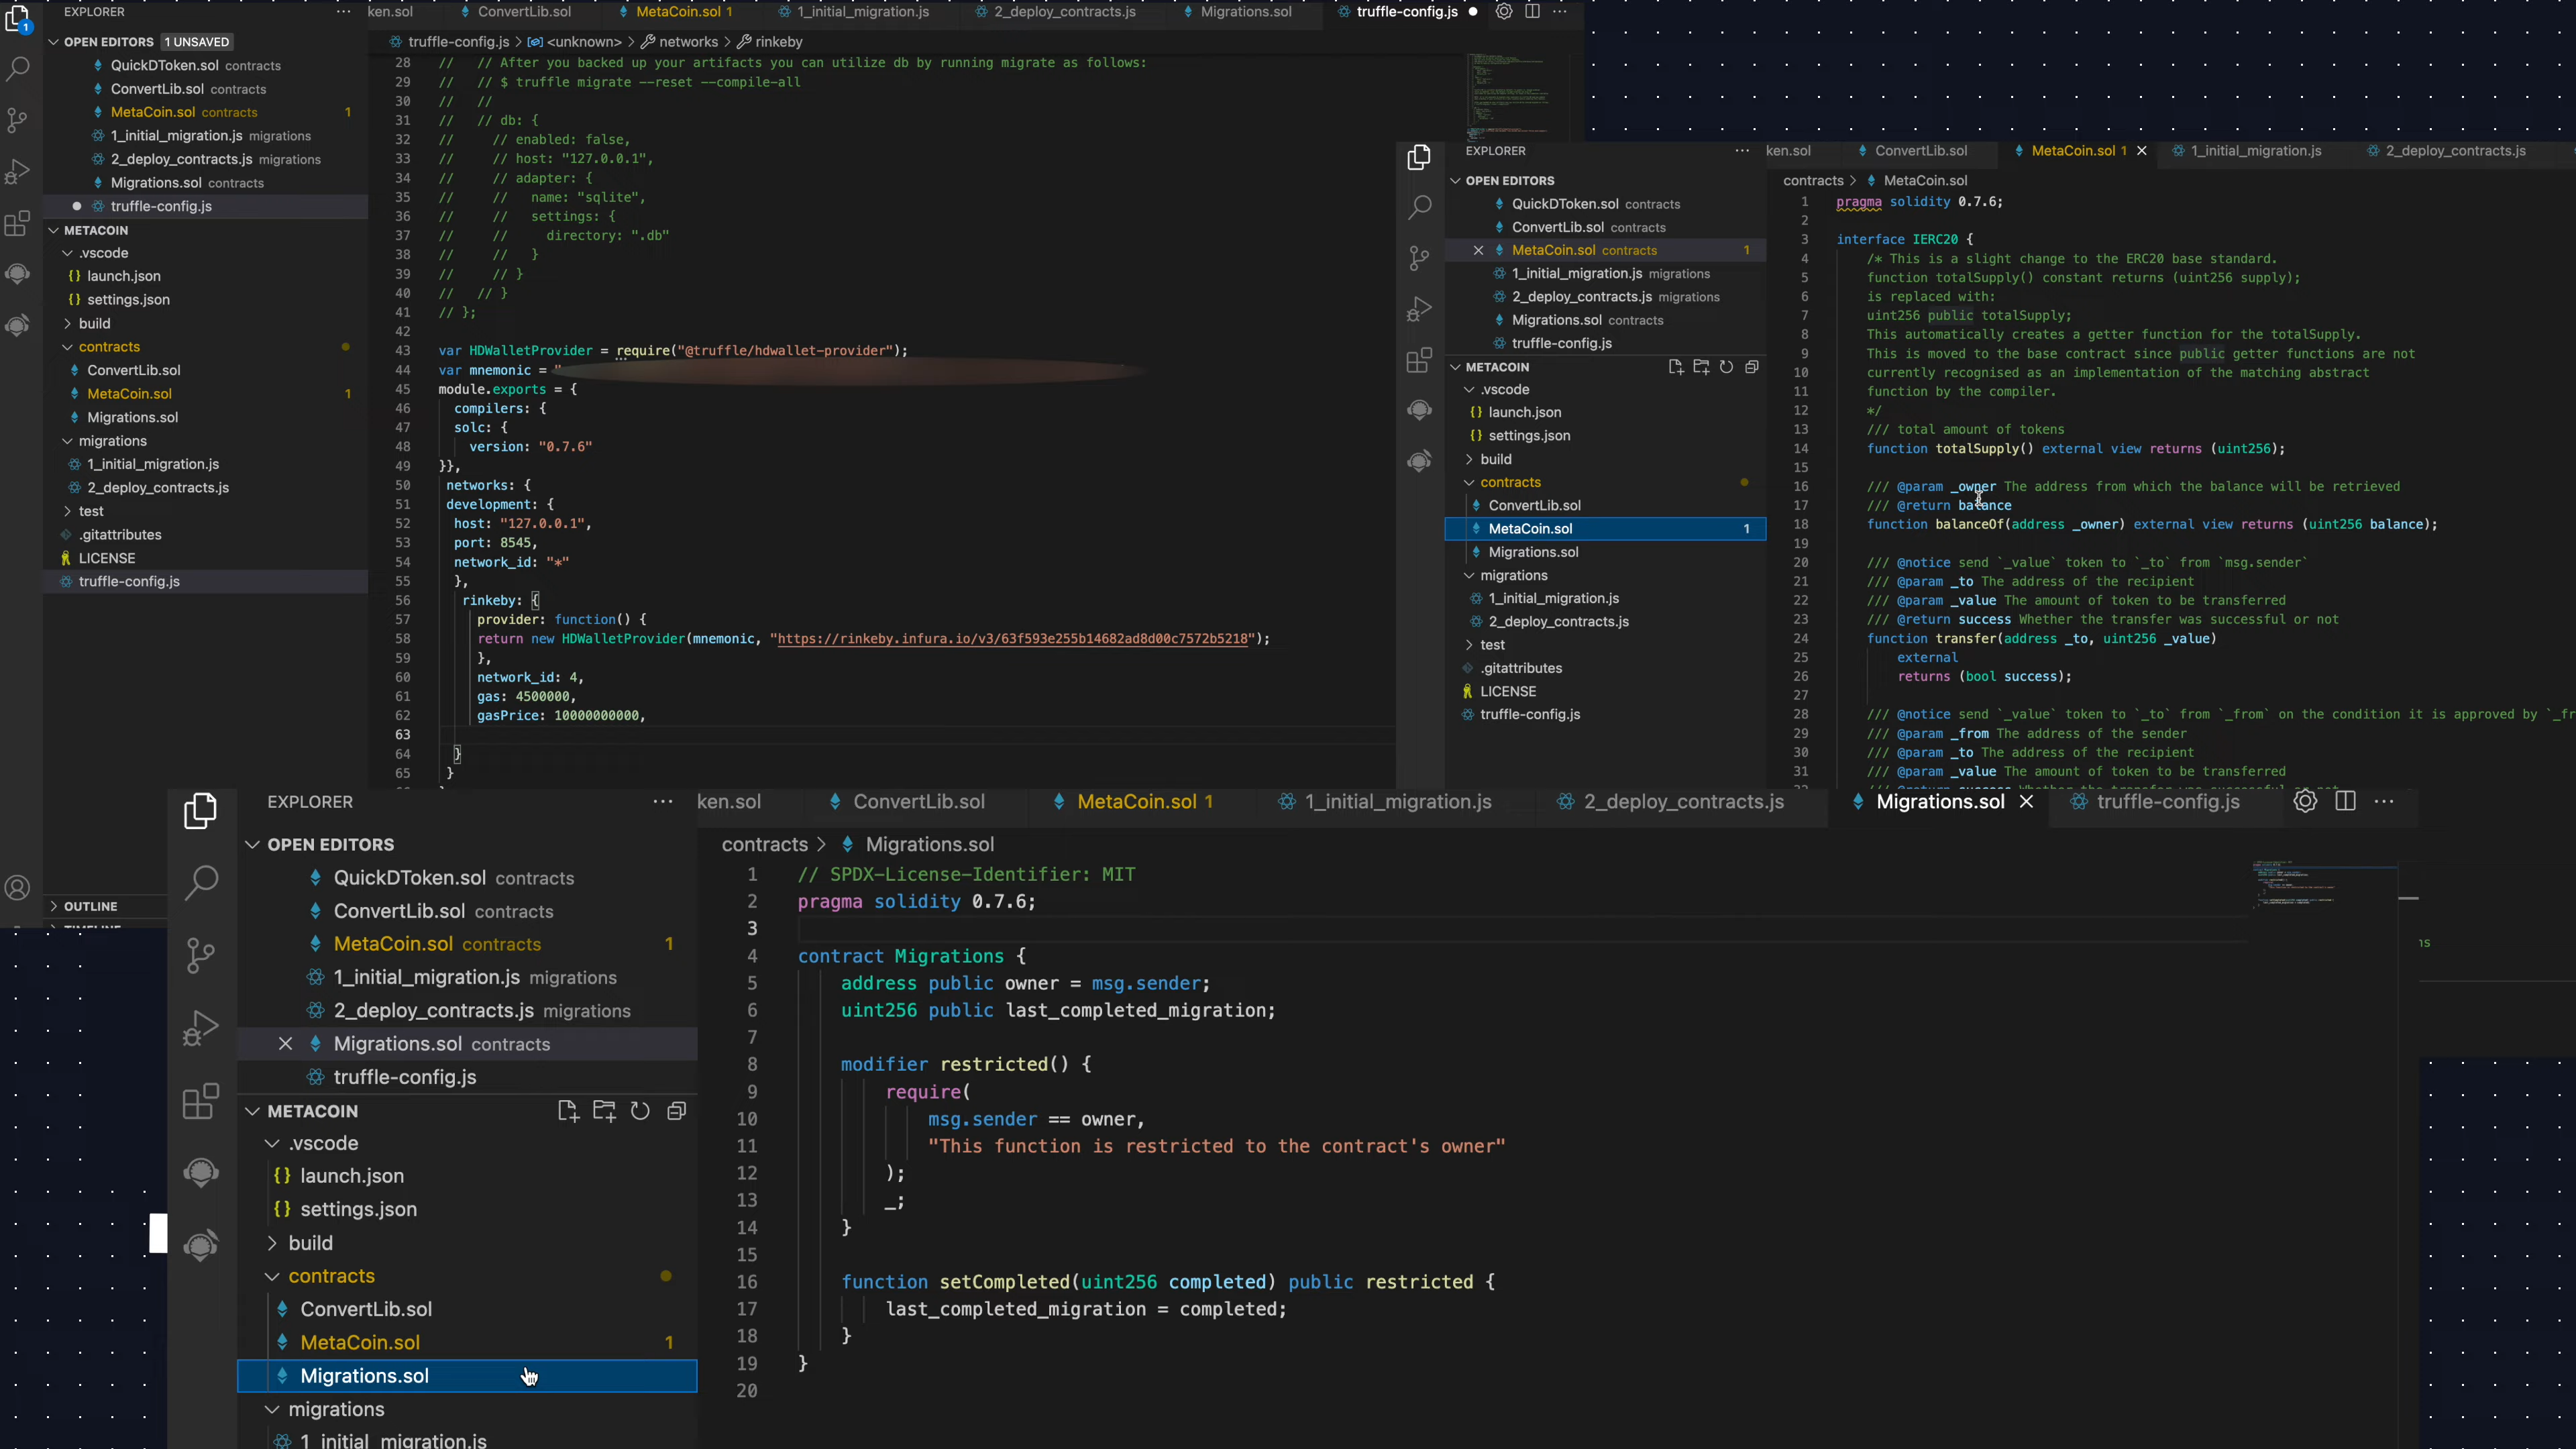 EXPLORER
OPEN EDITORS 1 UNSAVED
QuickDToken.sol contracts
ConvertLib.sol contracts
MetaCoin.sol contracts 1
1_initial_migration.js migrations
2_deploy_contracts.js migrations
Migrations.sol contracts
truffle-config.js
METACOIN
.vscode
launch.json
settings.json
build
contracts
ConvertLib.sol
MetaCoin.sol 1
Migrations.sol
migrations
1_initial_migration.js
2_deploy_contracts.js
test
.gitattributes
LICENSE
truffle-config.js
OUTLINE
ken.sol ConvertLib.sol MetaCoin.sol 1 1_initial_migration.js 2_deploy_contracts.js Migrations.sol truffle-config.js
truffle-config.js > <unknown> > networks > rinkeby
28 // // After you backed up your artifacts you can utilize db by running migrate as follows:
29 // // $ truffle migrate --reset --compile-all
30 // //
31 // // db: {
32 // // enabled: false,
33 // // host: "127.0.0.1",
34 // // adapter: {
35 // // name: "sqlite",
36 // // settings: {
37 // // directory: ".db"
38 // // }
39 // // }
40 // // }
41 // };
42
43 var HDWalletProvider = require("@truffle/hdwallet-provider");
44 var mnemonic = "
45 module.exports = {
46 compilers: {
47 solc: {
48 version: "0.7.6"
49 }},
50 networks: {
51 development: {
52 host: "127.0.0.1",
53 port: 8545,
54 network_id: "*"
55 },
56 rinkeby: {
57 provider: function() {
58 return new HDWalletProvider(mnemonic, "https://rinkeby.infura.io/v3/63f593e255b14682ad8d00c7572b5218");
59 },
60 network_id: 4,
61 gas: 4500000,
62 gasPrice: 10000000000,
63
64 }
65 }
EXPLORER
OPEN EDITORS
QuickDToken.sol contracts
ConvertLib.sol contracts
MetaCoin.sol contracts 1
1_initial_migration.js migrations
2_deploy_contracts.js migrations
Migrations.sol contracts
truffle-config.js
METACOIN
.vscode
launch.json
settings.json
build
contracts
ConvertLib.sol
MetaCoin.sol 1
Migrations.sol
migrations
1_initial_migration.js
2_deploy_contracts.js
test
.gitattributes
LICENSE
truffle-config.js
ken.sol ConvertLib.sol MetaCoin.sol 1 1_initial_migration.js 2_deploy_contracts.js
contracts > MetaCoin.sol
1 pragma solidity 0.7.6;
2
3 interface IERC20 {
4 /* This is a slight change to the ERC20 base standard.
5 function totalSupply() constant returns (uint256 supply);
6 is replaced with:
7 uint256 public totalSupply;
8 This automatically creates a getter function for the totalSupply.
9 This is moved to the base contract since public getter functions are not
10 currently recognised as an implementation of the matching abstract
11 function by the compiler.
12 */
13 /// total amount of tokens
14 function totalSupply() external view returns (uint256);
15
16 /// @param _owner The address from which the balance will be retrieved
17 /// @return balance
18 function balanceOf(address _owner) external view returns (uint256 balance);
19
20 /// @notice send `_value` token to `_to` from `msg.sender`
21 /// @param _to The address of the recipient
22 /// @param _value The amount of token to be transferred
23 /// @return success Whether the transfer was successful or not
24 function transfer(address _to, uint256 _value)
25 external
26 returns (bool success);
27
28 /// @notice send `_value` token to `_to` from `_from` on the condition it is approved by `_fr
29 /// @param _from The address of the sender
30 /// @param _to The address of the recipient
31 /// @param _value The amount of token to be transferred
EXPLORER
OPEN EDITORS
QuickDToken.sol contracts
ConvertLib.sol contracts
MetaCoin.sol contracts 1
1_initial_migration.js migrations
2_deploy_contracts.js migrations
Migrations.sol contracts
truffle-config.js
METACOIN
.vscode
launch.json
settings.json
build
contracts
ConvertLib.sol
MetaCoin.sol 1
Migrations.sol
migrations
1_initial_migration.js
ken.sol ConvertLib.sol MetaCoin.sol 1 1_initial_migration.js 2_deploy_contracts.js Migrations.sol truffle-config.js
contracts > Migrations.sol
1 // SPDX-License-Identifier: MIT
2 pragma solidity 0.7.6;
3
4 contract Migrations {
5 address public owner = msg.sender;
6 uint256 public last_completed_migration;
7
8 modifier restricted() {
9 require(
10 msg.sender == owner,
11 "This function is restricted to the contract's owner"
12 );
13 _;
14 }
15
16 function setCompleted(uint256 completed) public restricted {
17 last_completed_migration = completed;
18 }
19 }
20